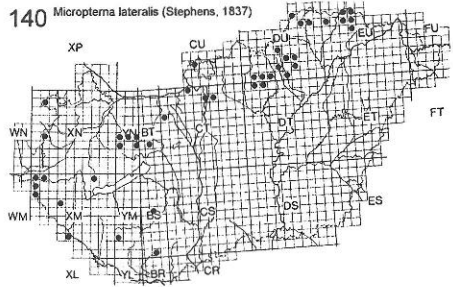 140 Micropterna lateralis (Stephens, 1837)
XP CU DU EU FU
WN XN YN BT DT ET FT
WM XM YM BS CS DS ES
XL YL BR CR